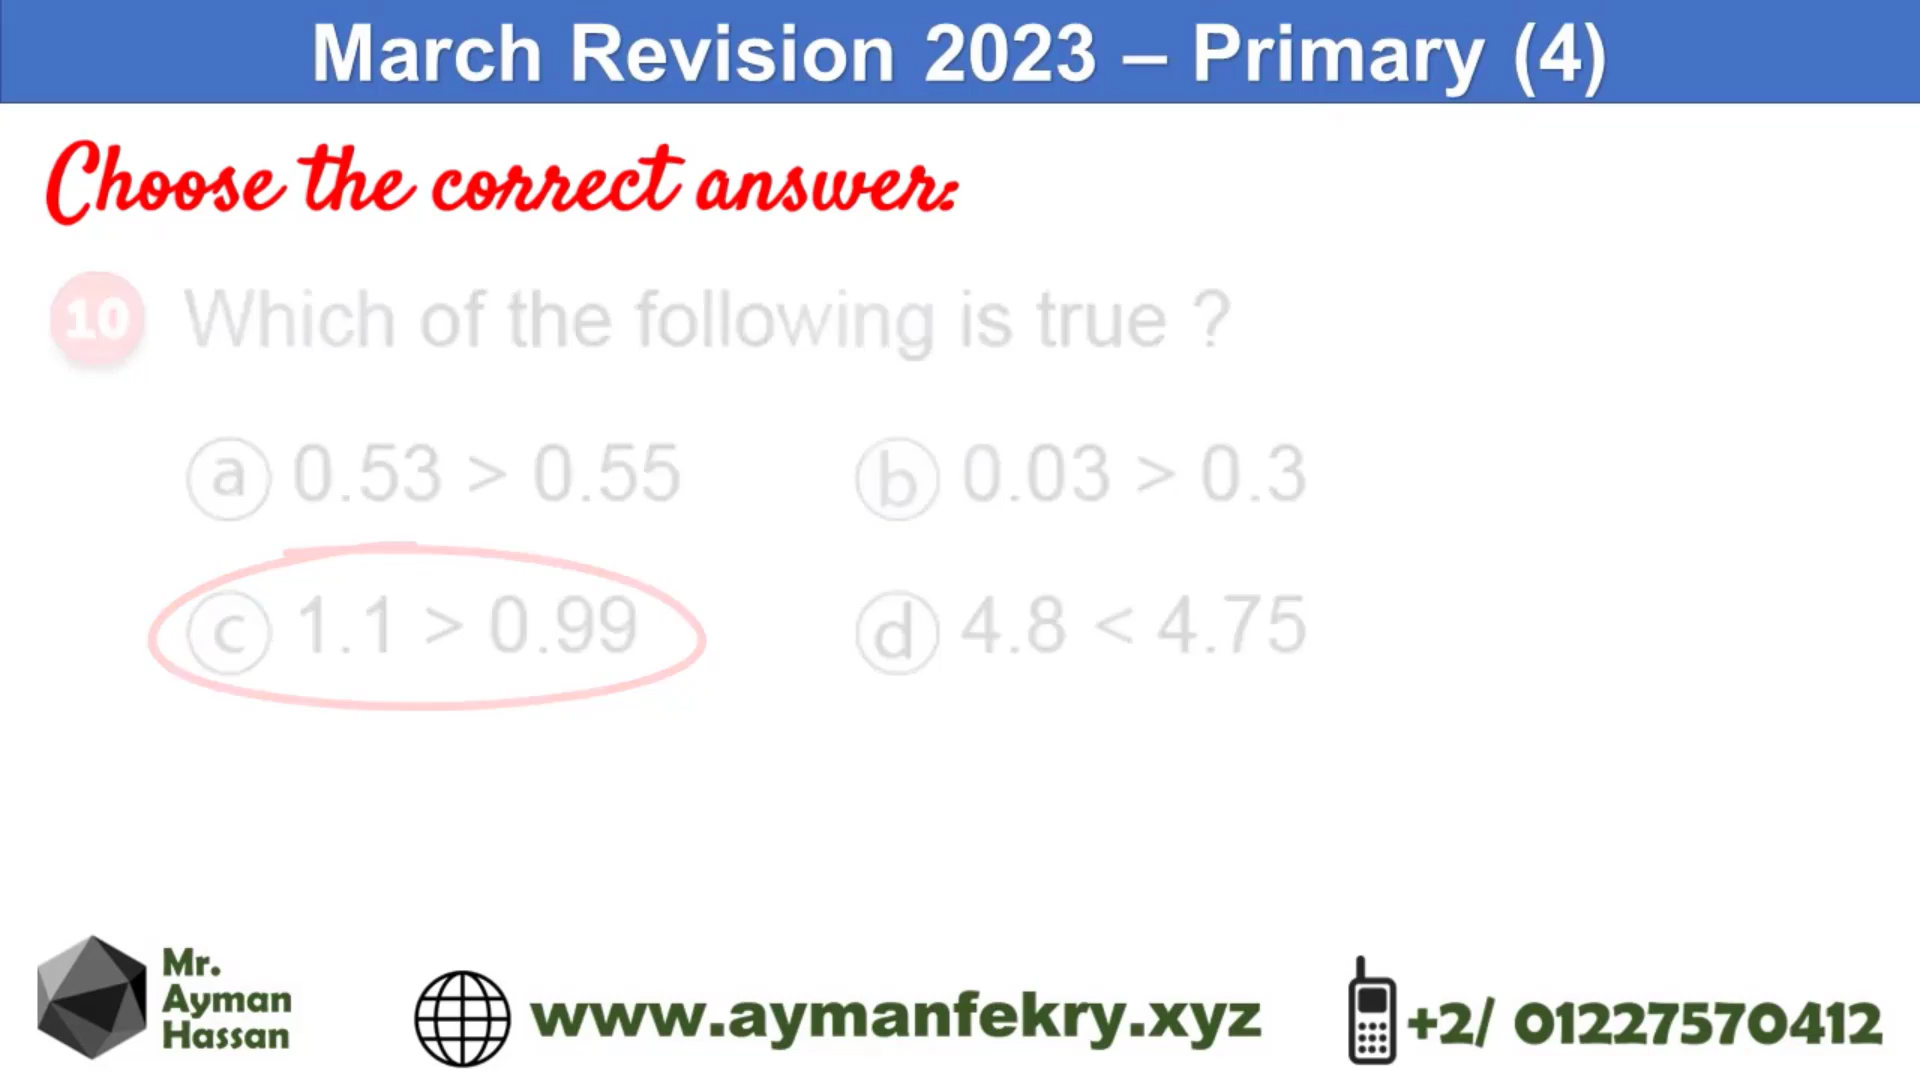 March Revision 2023 – Primary (4)
Choose the correct answer:
10 Which of the following is true ?
a 0.53 > 0.55 b 0.03 > 0.3
c 1.1 > 0.99 d 4.8 < 4.75
Mr.
Ayman
Hassan
www.aymanfekry.xyz
+2/ 01227570412